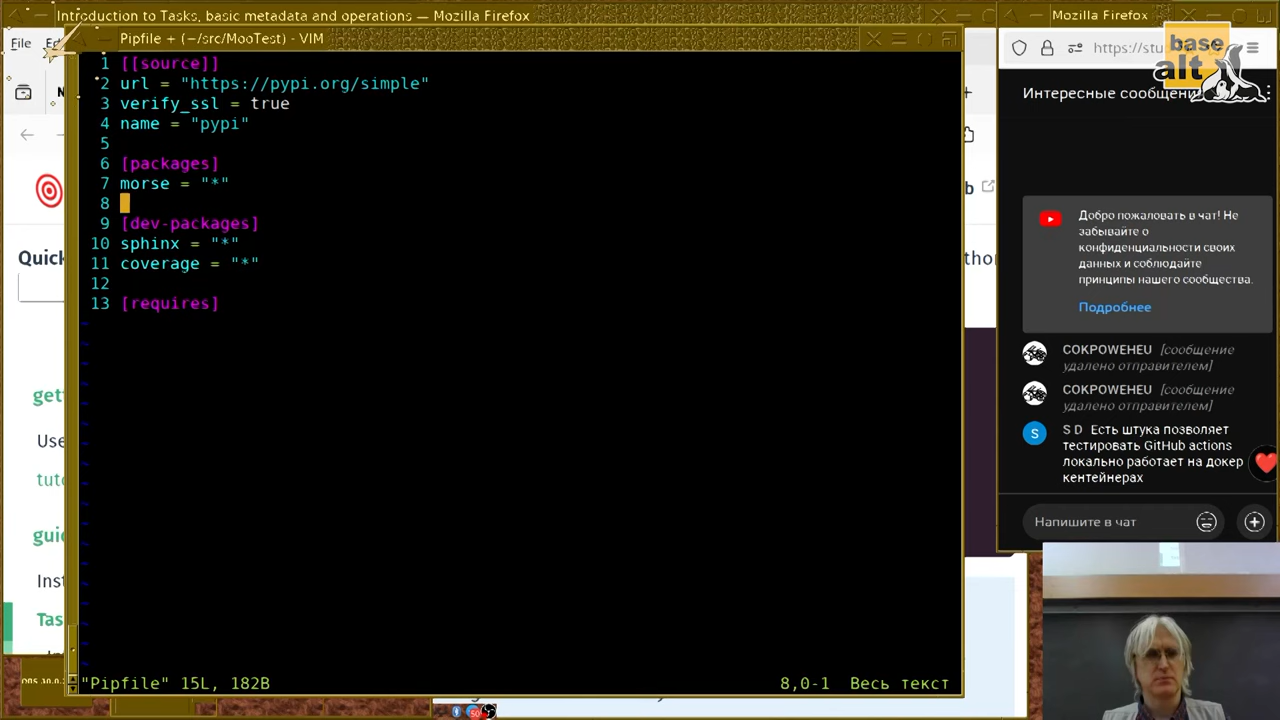 Introduction to Tasks, basic metadata and operations — Mozilla Firefox
Mozilla Firefox
File
Pipfile + (~/src/MooTest) - VIM
1 [[source]]
2 url = "https://pypi.org/simple"
3 verify_ssl = true
4 name = "pypi"
5
6 [packages]
7 morse = "*"
8
9 [dev-packages]
10 sphinx = "*"
11 coverage = "*"
12
13 [requires]
"Pipfile" 15L, 182B 8,0-1 Весь текст
Quick
gett
Use
tuto
guid
Inst
Tas
https://stu
base
alt
Интересные сообщени
Добро пожаловать в чат! Не
забывайте о
конфиденциальности своих
данных и соблюдайте
принципы нашего сообщества.
Подробнее
COKPOWEHEU [сообщение
удалено отправителем]
COKPOWEHEU [сообщение
удалено отправителем]
S D Есть штука позволяет
тестировать GitHub actions
локально работает на докер
кентейнерах
Напишите в чат